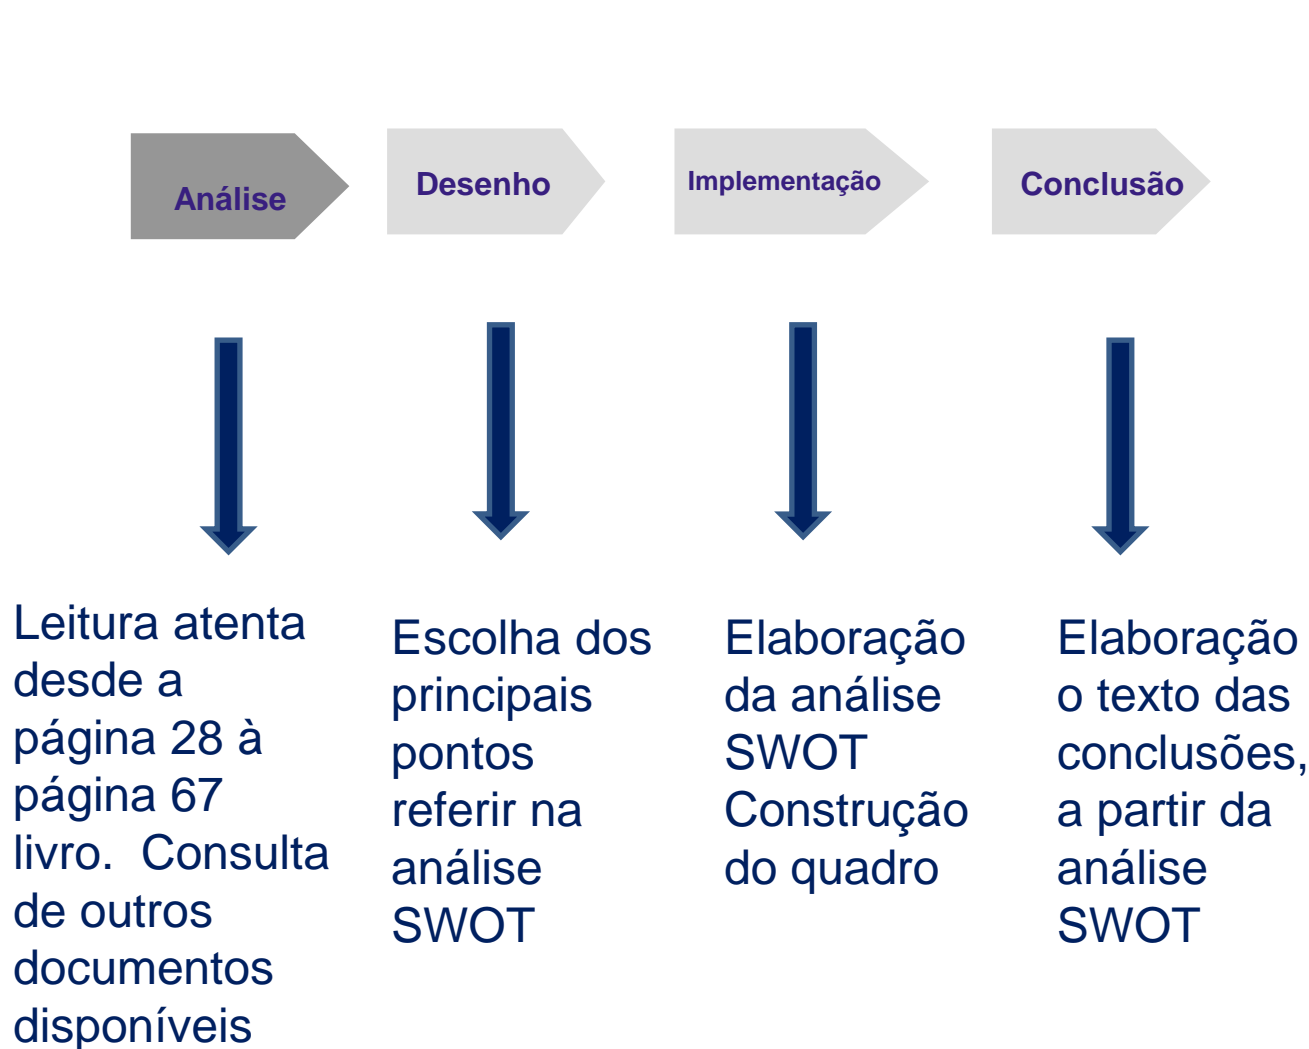 Análise
Desenho
Implementação
Conclusão
Leitura atenta
desde a
página 28 à
página 67
livro.  Consulta
de outros
documentos
disponíveis
Escolha dos
principais
pontos
referir na
análise
SWOT
Elaboração
da análise
SWOT
Construção
do quadro
Elaboração
o texto das
conclusões,
a partir da
análise
SWOT